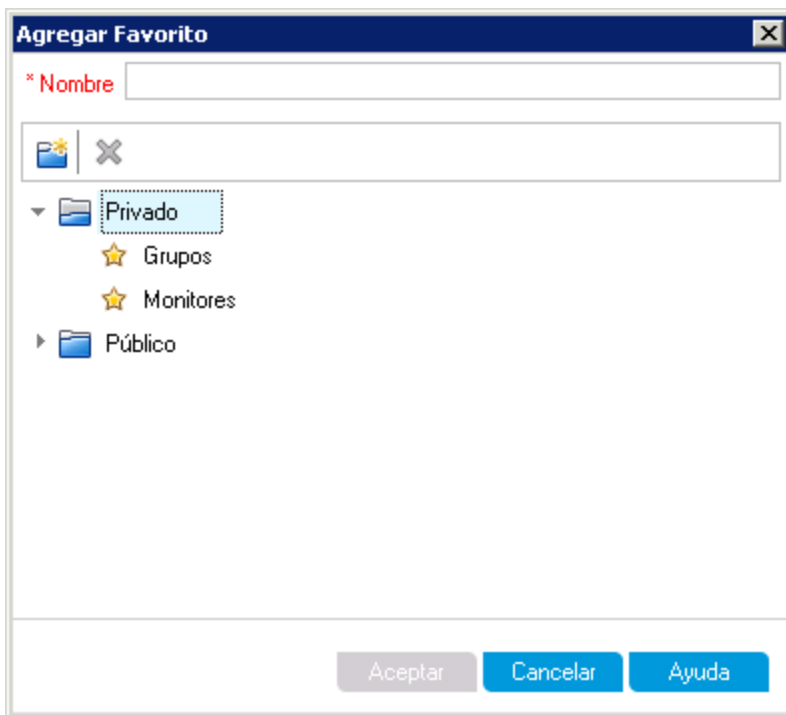 Agregar Favorito
* Nombre
Privado
Grupos
Monitores
Público
Aceptar Cancelar Ayuda